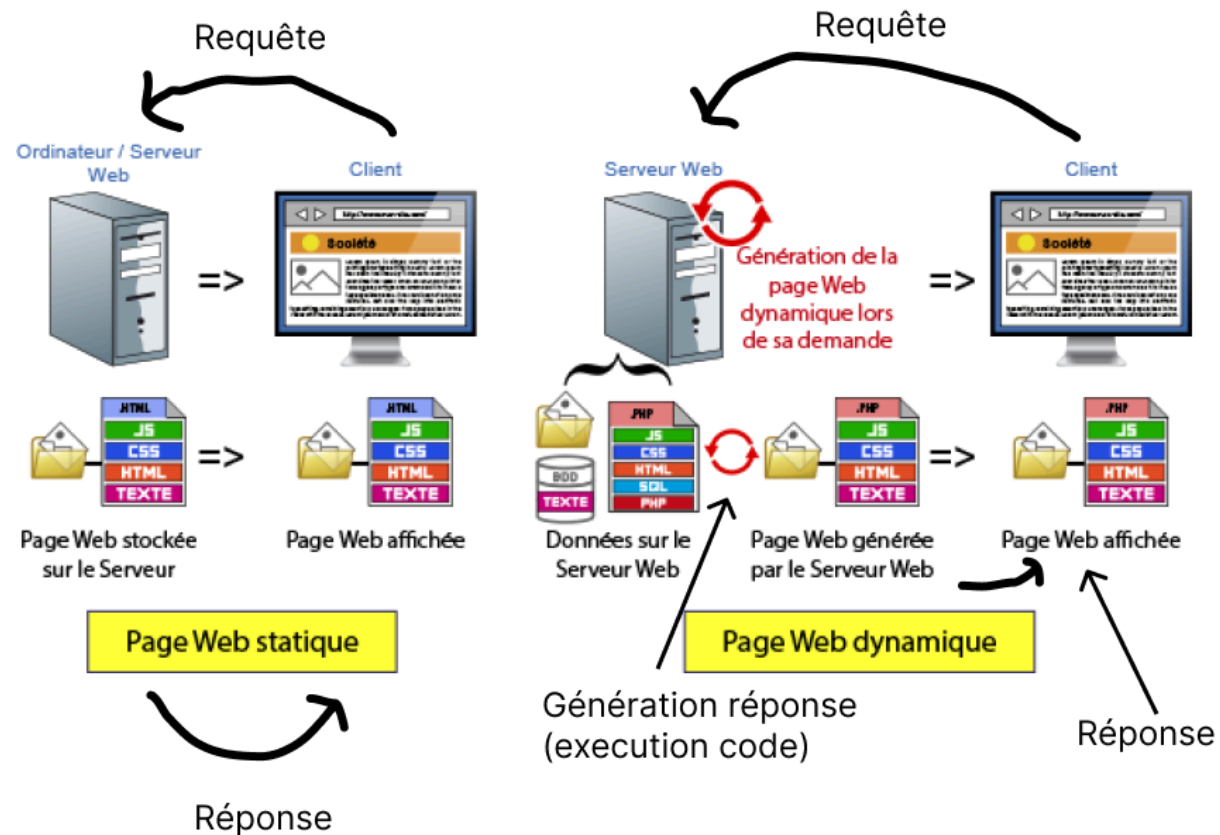 Requête
Requête
Ordinateur / Serveur
Web
Client
Serveur Web
Client
Société
Société
Génération de la
page Web
dynamique lors
de sa demande
=>
=>
.HTML
JS
CSS
HTML
TEXTE
=>
.HTML
JS
CSS
HTML
TEXTE
BDD
TEXTE
.PHP
JS
CSS
HTML
SQL
PHP
.PHP
JS
CSS
HTML
TEXTE
=>
.PHP
JS
CSS
HTML
TEXTE
Page Web stockée
sur le Serveur
Page Web affichée
Données sur le
Serveur Web
Page Web générée
par le Serveur Web
Page Web affichée
Page Web statique
Page Web dynamique
Génération réponse
(execution code)
Réponse
Réponse